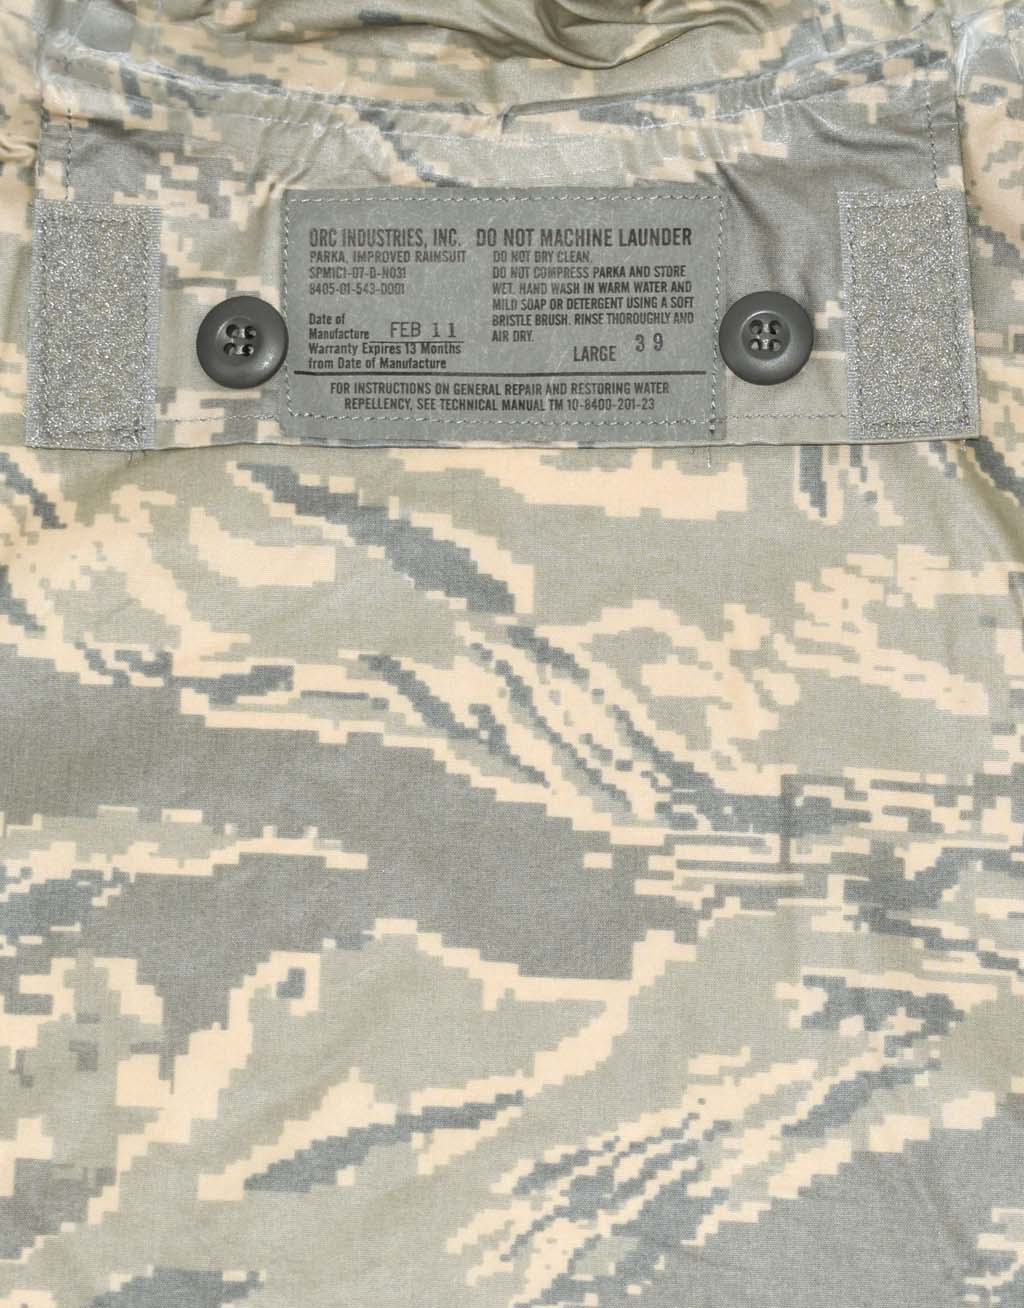 ORC INDUSTRIES, INC.
PARKA, IMPROVED RAINSUIT
SPM1C1-07-D-N031
8405-01-543-0001
Date of
Manufacture FEB 11
Warranty Expires 13 Months
from Date of Manufacture
DO NOT MACHINE LAUNDER
DO NOT DRY CLEAN.
DO NOT COMPRESS PARKA AND STORE
WET. HAND WASH IN WARM WATER AND
MILD SOAP OR DETERGENT USING A SOFT
BRISTLE BRUSH. RINSE THOROUGHLY AND
AIR DRY.
LARGE 39
FOR INSTRUCTIONS ON GENERAL REPAIR AND RESTORING WATER
REPELLENCY, SEE TECHNICAL MANUAL TM 10-8400-201-23